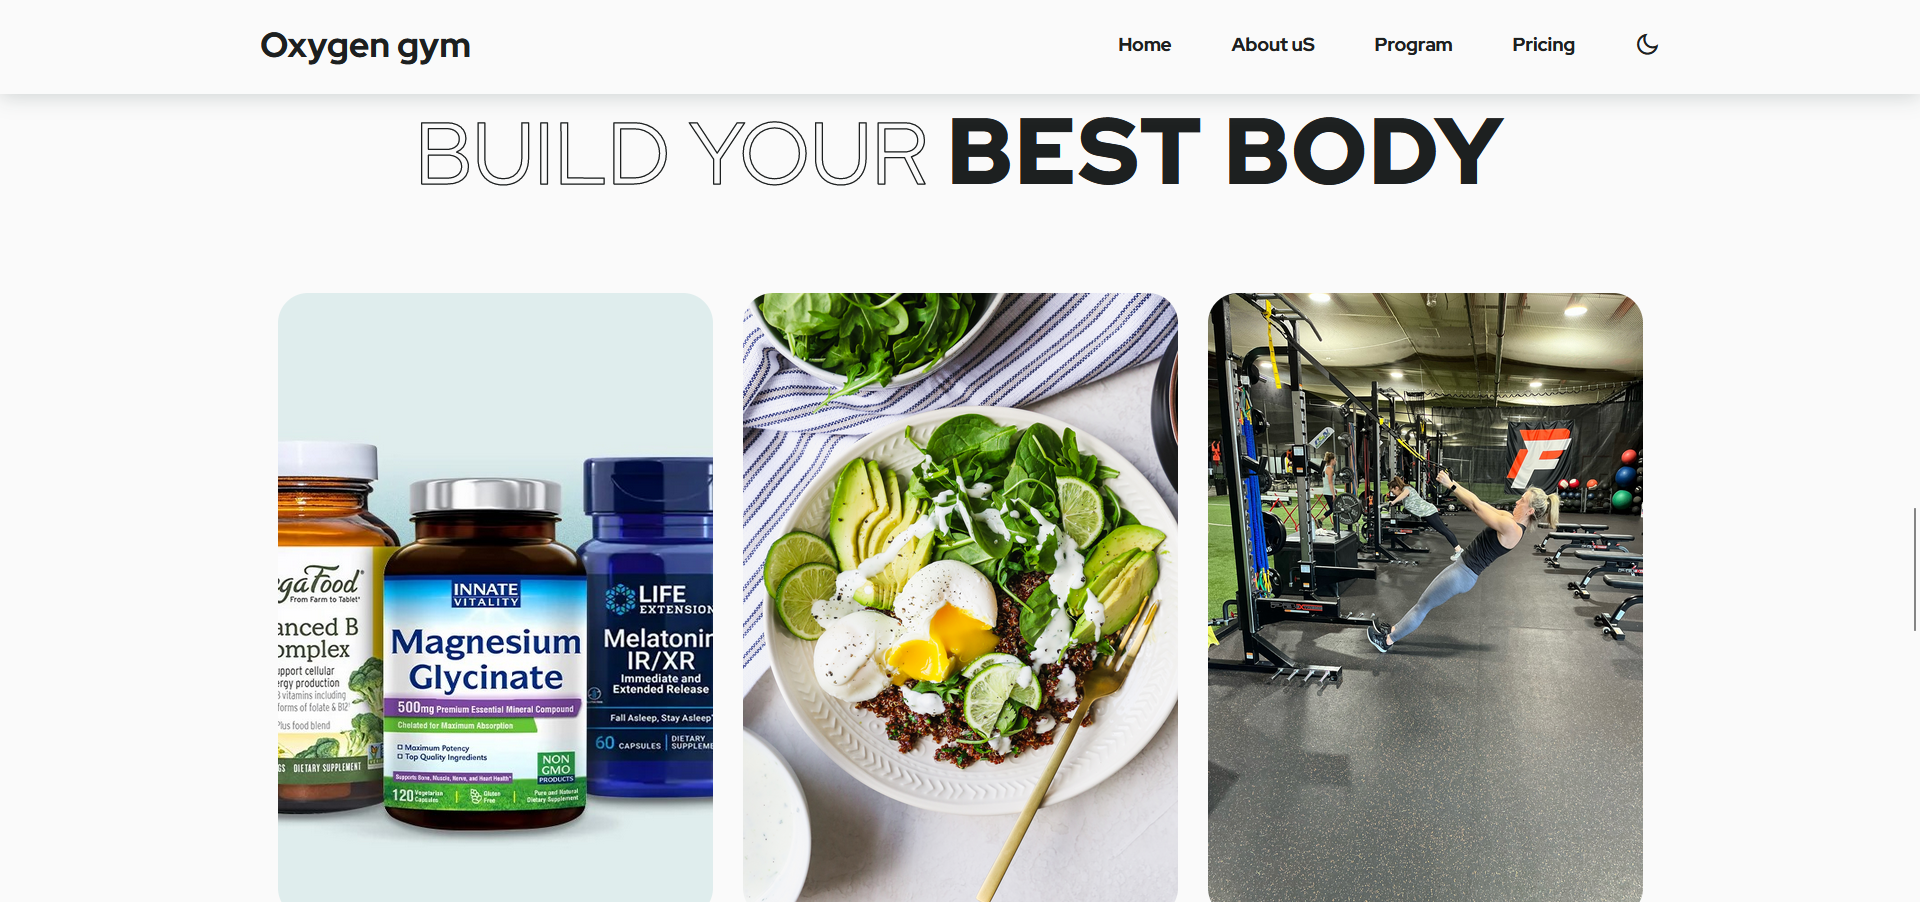 Oxygen gym
Home
About uS
Program
Pricing
BUILD YOUR BEST BODY
gaFood®
From Farm to Tablet®
anced B
omplex
pport cellular
rgy production
B vitamins including
forms of folate & B12
Plus food blend
GS DIETARY SUPPLEMENT
INNATE
VITALITY
Magnesium
Glycinate
500mg Premium Essential Mineral Compound
Chelated for Maximum Absorption
Maximum Potency
Top Quality Ingredients
NON
GMO
PRODUCTS
Supports Bone, Muscle, Nerve, and Heart Health*
120 Vegetarian
Capsules
Gluten
Free
Pure and Natural
Dietary Supplement
LIFE
EXTENSION
Melatonin
IR/XR
Immediate and
Extended Release
Fall Asleep, Stay Asleep*
60 CAPSULES
DIETARY
SUPPLEME